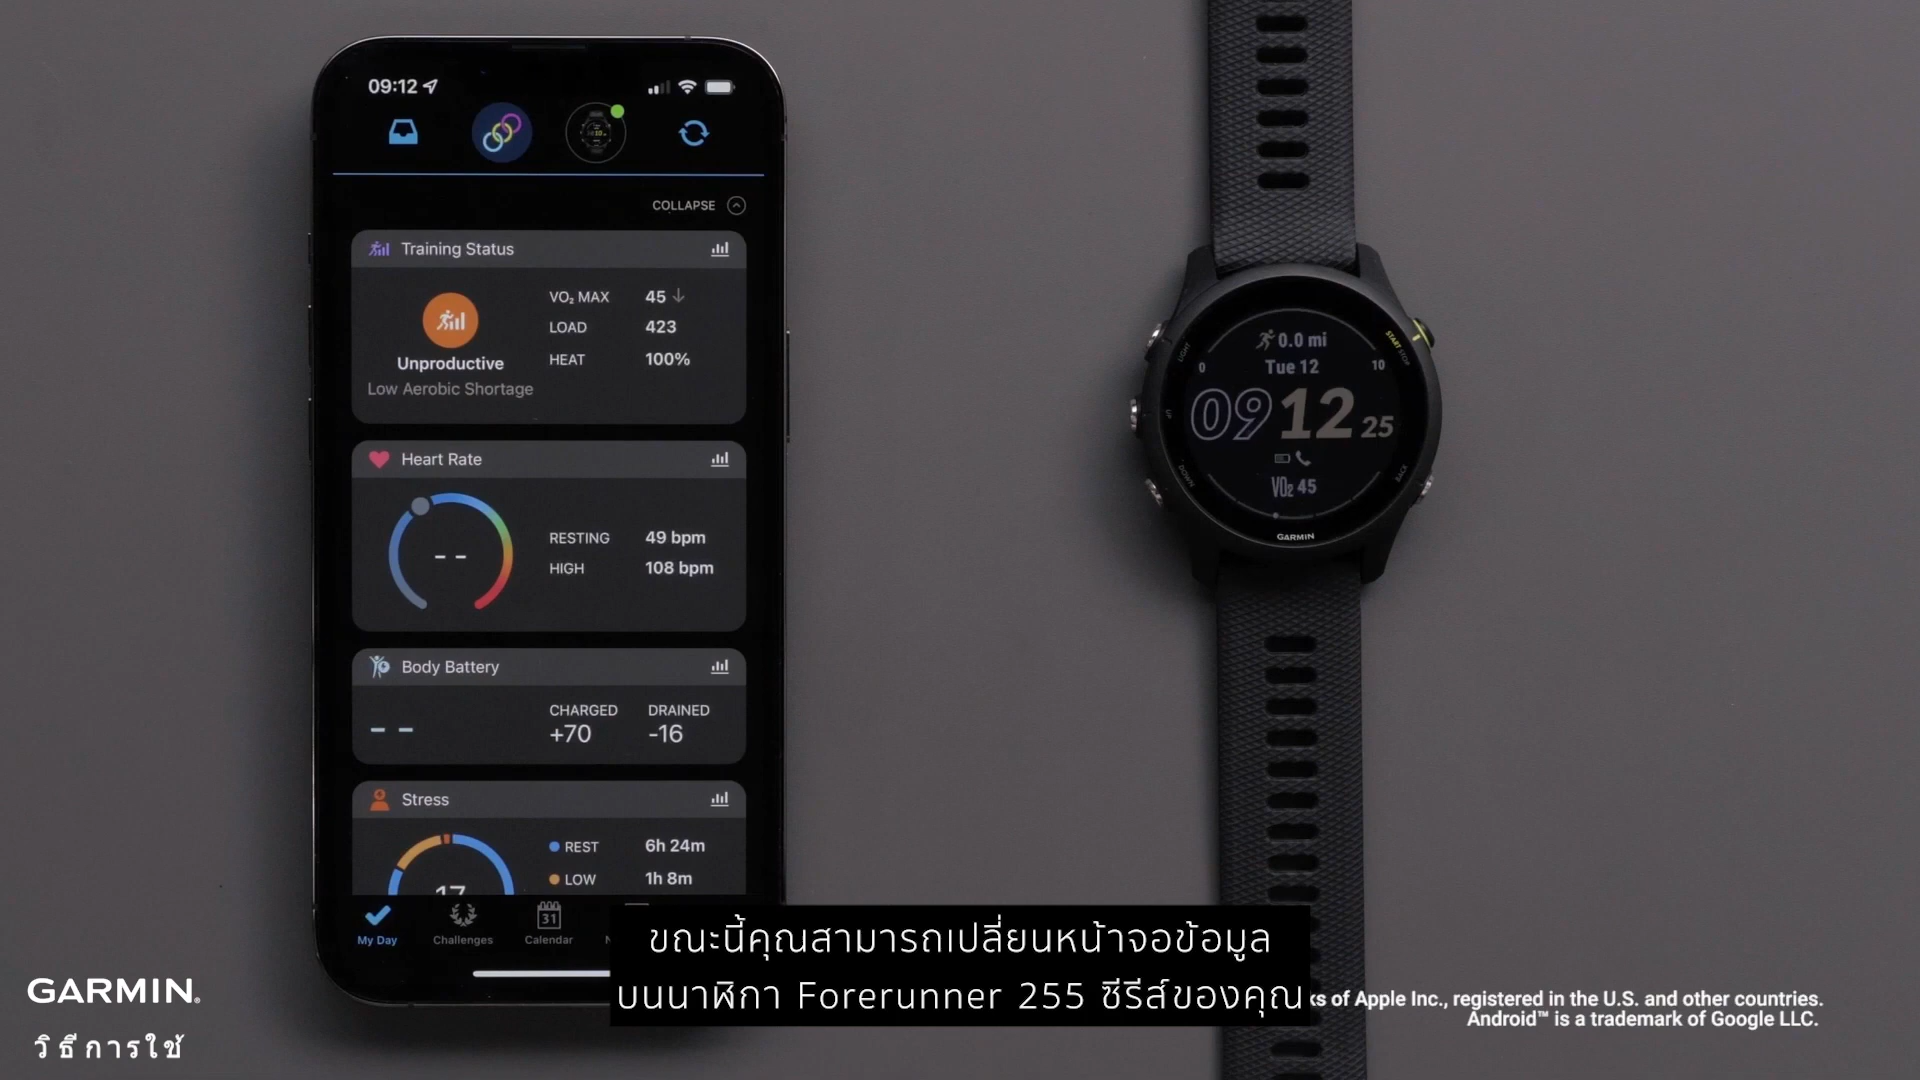 09:12
COLLAPSE
Training Status
VO₂ MAX 45
LOAD 423
HEAT 100%
Unproductive
Low Aerobic Shortage
Heart Rate
--
RESTING 49 bpm
HIGH 108 bpm
Body Battery
--
CHARGED DRAINED
+70 -16
Stress
17
REST 6h 24m
LOW 1h 8m
31
My Day Challenges Calendar
0.0 mi
Tue 12
0 10
09 12 25
VO₂ 45
LIGHT
START STOP
UP
DOWN
BACK
GARMIN
ขณะนี้คุณสามารถเปลี่ยนหน้าจอข้อมูล
บนนาฬิกา Forerunner 255 ซีรีส์ของคุณ
GARMIN®
วิธีการใช้
of Apple Inc., registered in the U.S. and other countries.
Android™ is a trademark of Google LLC.